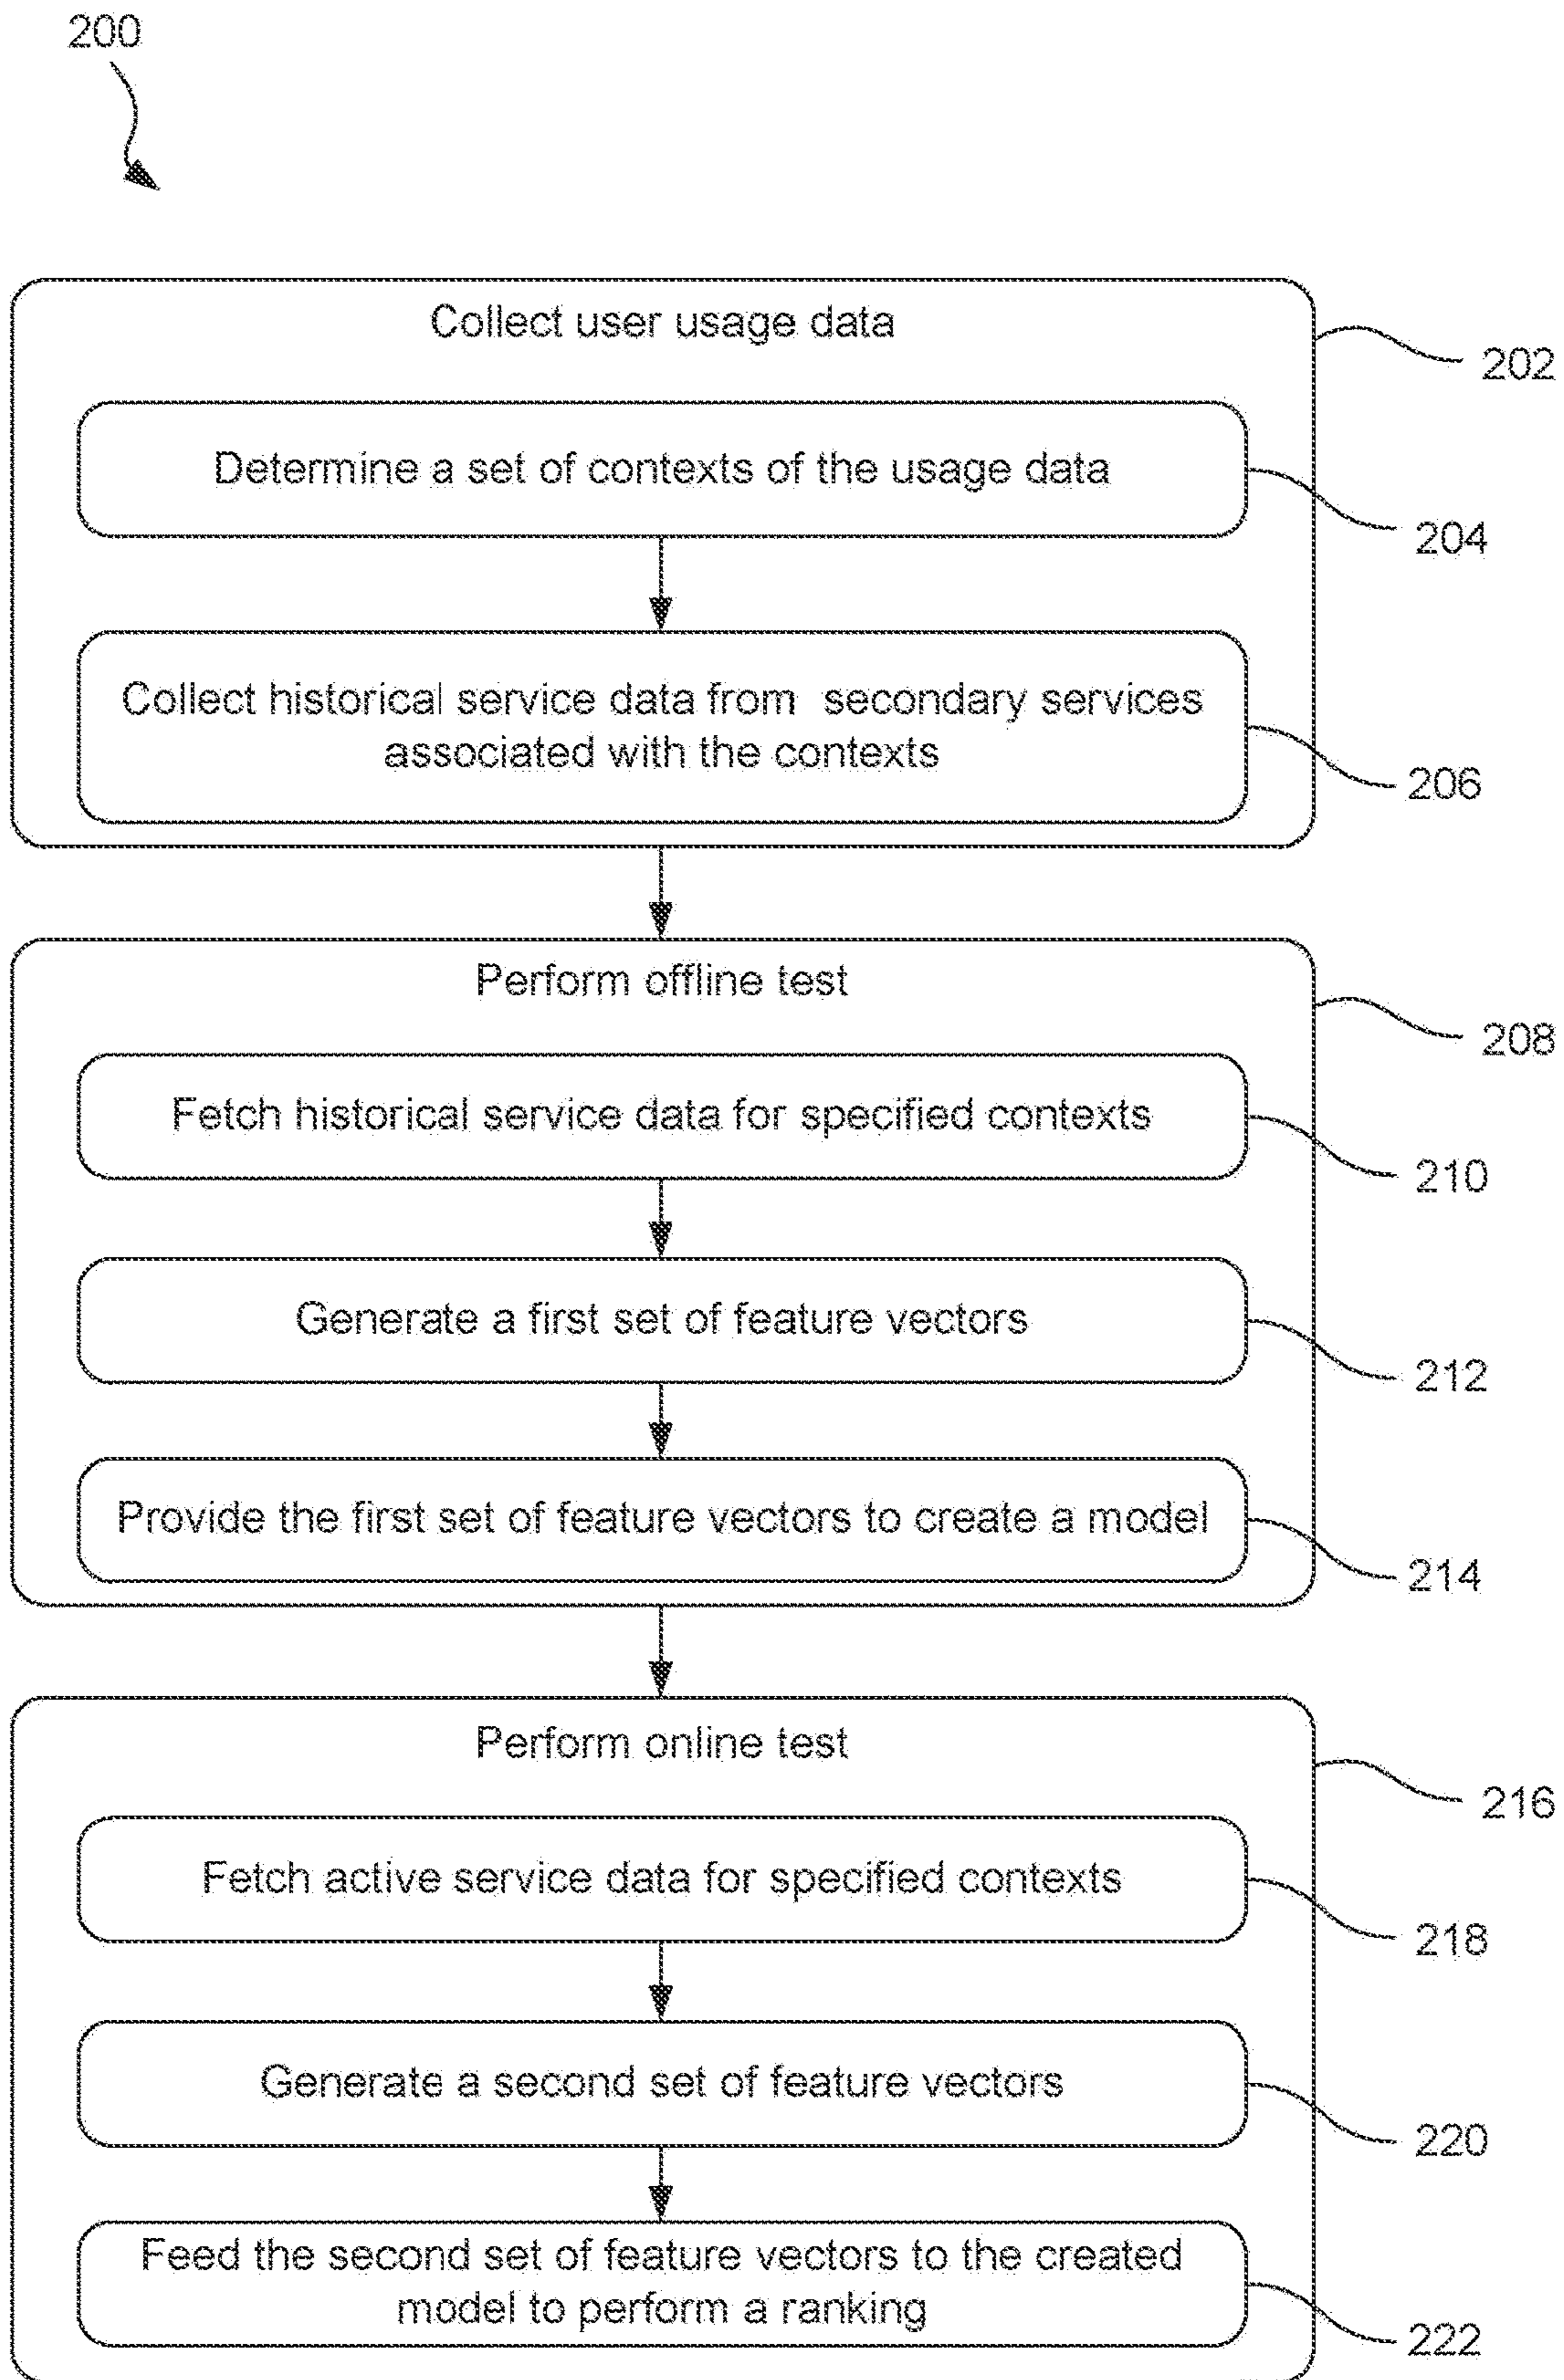 200
Collect user usage data
202
Determine a set of contexts of the usage data
204
Collect historical service data from secondary services
associated with the contexts
206
Perform offline test
208
Fetch historical service data for specified contexts
210
Generate a first set of feature vectors
212
Provide the first set of feature vectors to create a model
214
Perform online test
216
Fetch active service data for specified contexts
218
Generate a second set of feature vectors
220
Feed the second set of feature vectors to the created
model to perform a ranking
222